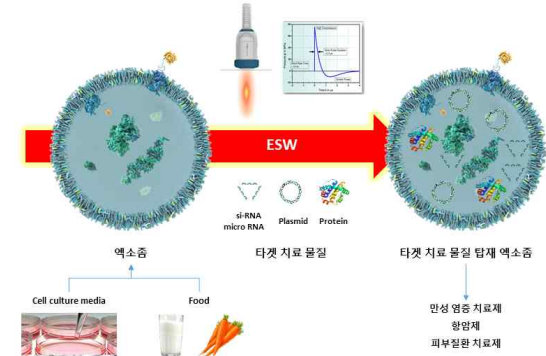 ESW
si-RNA
micro RNA
Plasmid
Protein
엑소좀
타겟 치료 물질
타겟 치료 물질 탑재 엑소좀
Cell culture media
Food
만성 염증 치료제
항암제
피부질환 치료제